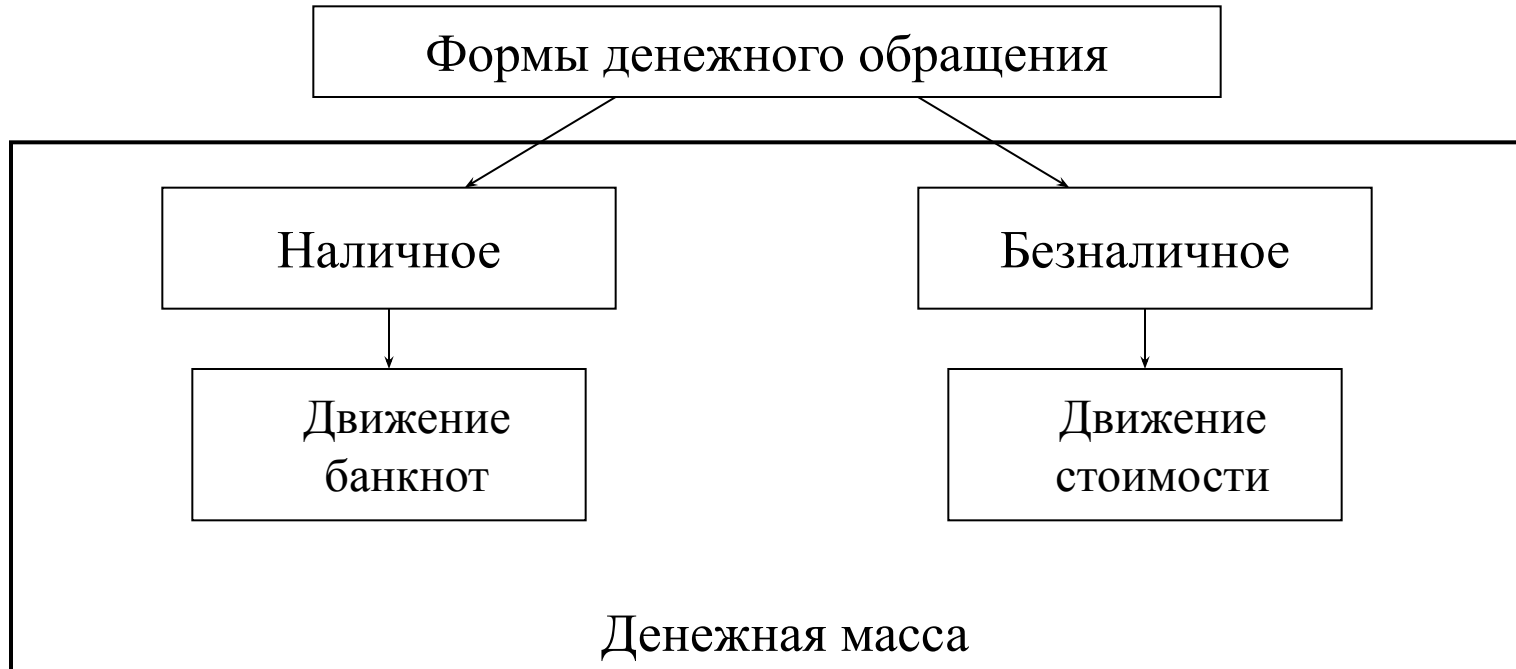 Формы денежного обращения
Наличное
Безналичное
Движение
банкнот
Движение
стоимости
Денежная масса